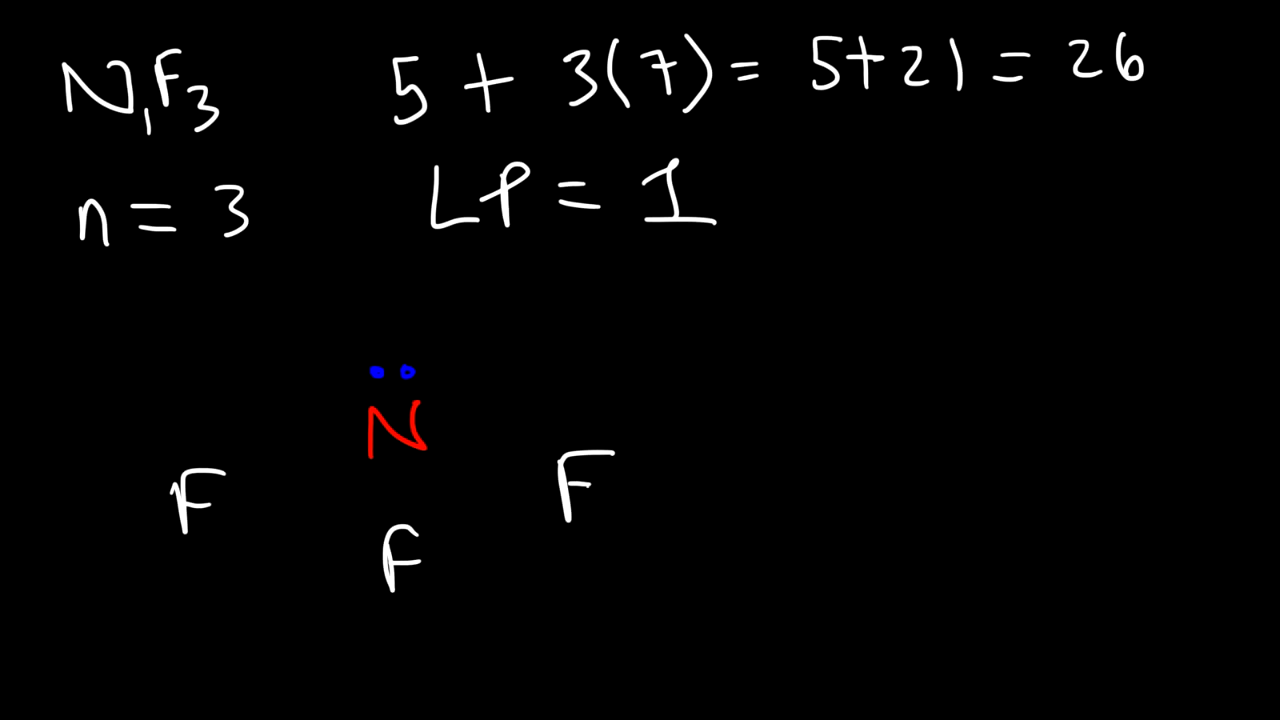 N₁F₃ 5 + 3(7) = 5+21 = 26
n = 3 LP = 1
N
F F
F